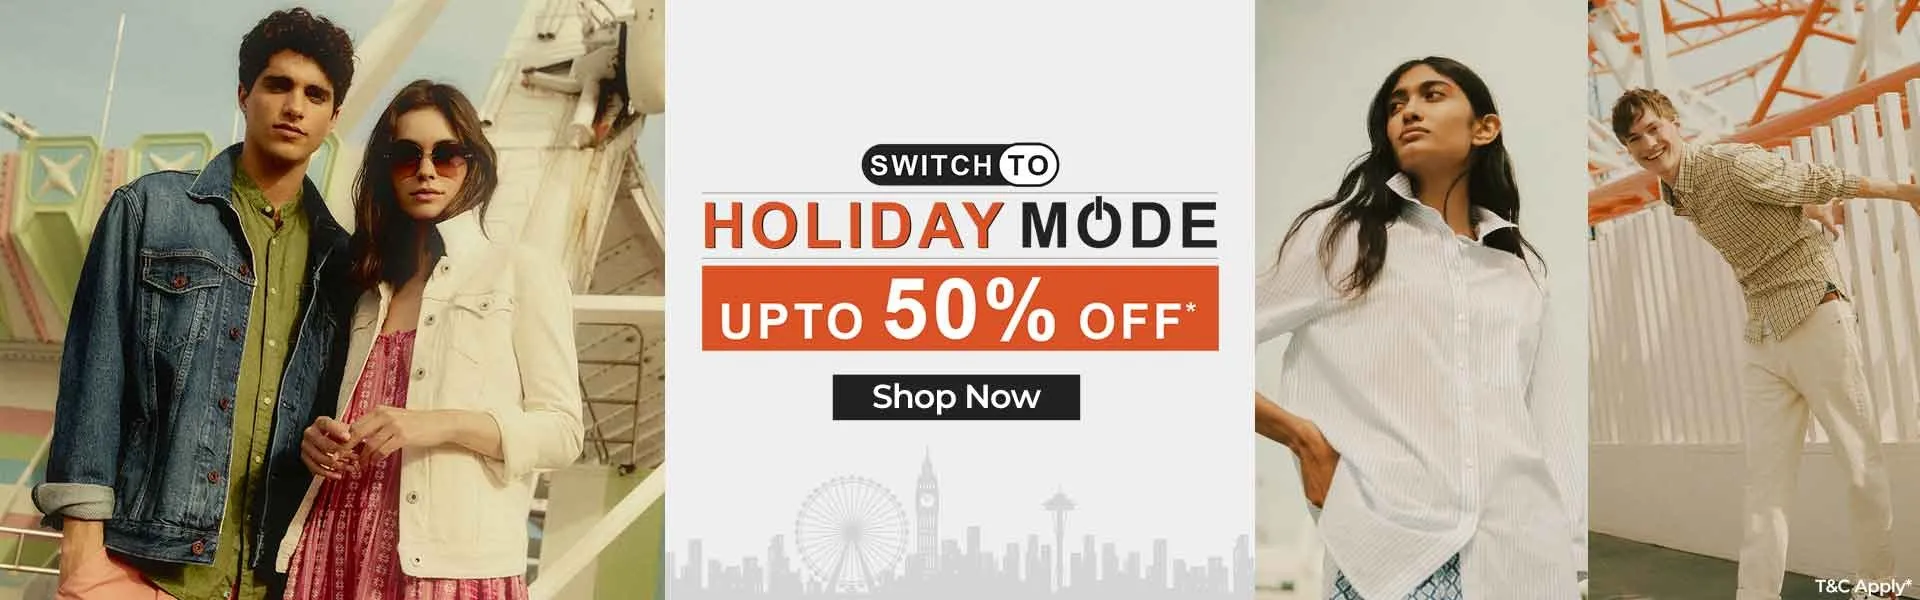 SWITCH TO
HOLIDAY MODE
UPTO 50% OFF*
Shop Now
T&C Apply*